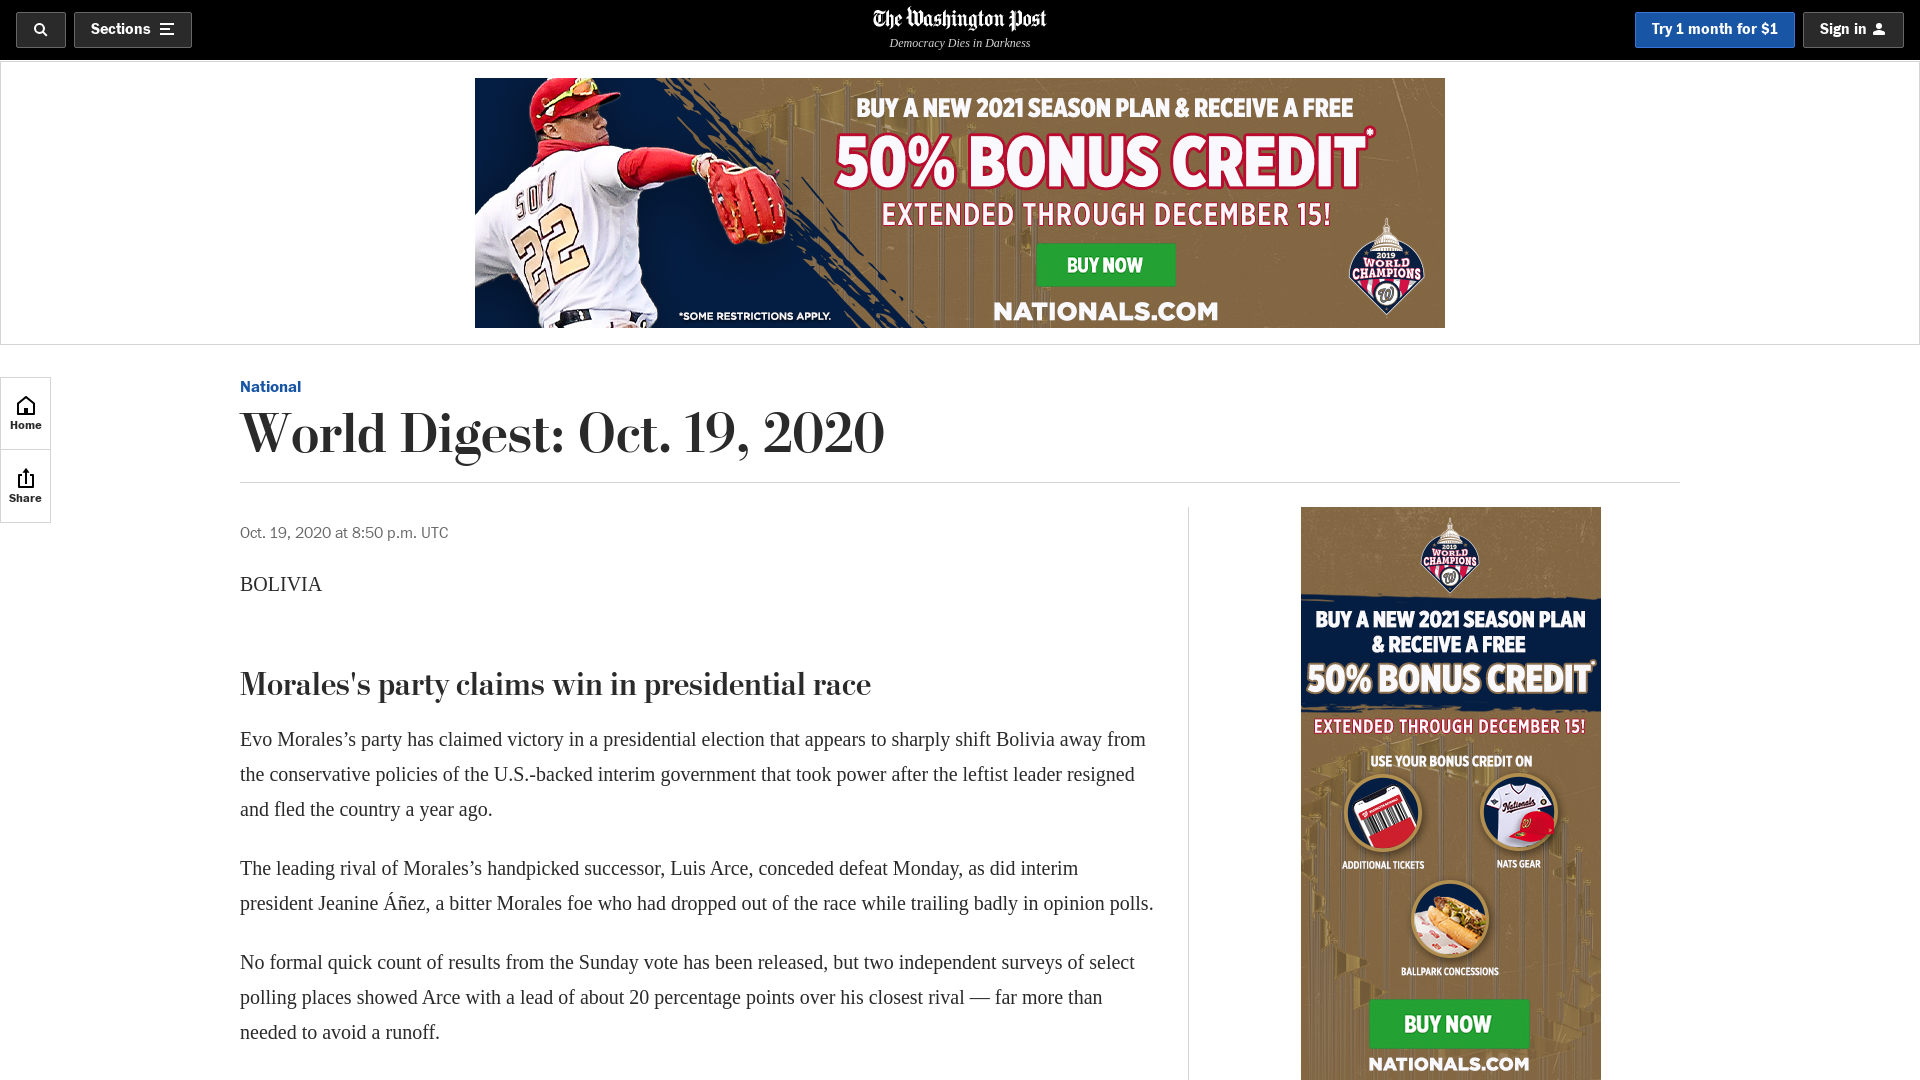 Sections
The Washington Post
Democracy Dies in Darkness
Try 1 month for $1
Sign in
BUY A NEW 2021 SEASON PLAN & RECEIVE A FREE
50% BONUS CREDIT*
EXTENDED THROUGH DECEMBER 15!
BUY NOW
NATIONALS.COM
*SOME RESTRICTIONS APPLY.
SOTO
22
2019
WORLD
CHAMPIONS
W
Home
Share
National
World Digest: Oct. 19, 2020
Oct. 19, 2020 at 8:50 p.m. UTC
BOLIVIA
Morales's party claims win in presidential race
Evo Morales’s party has claimed victory in a presidential election that appears to sharply shift Bolivia away from
the conservative policies of the U.S.-backed interim government that took power after the leftist leader resigned
and fled the country a year ago.
The leading rival of Morales’s handpicked successor, Luis Arce, conceded defeat Monday, as did interim
president Jeanine Áñez, a bitter Morales foe who had dropped out of the race while trailing badly in opinion polls.
No formal quick count of results from the Sunday vote has been released, but two independent surveys of select
polling places showed Arce with a lead of about 20 percentage points over his closest rival — far more than
needed to avoid a runoff.
2019
WORLD
CHAMPIONS
W
BUY A NEW 2021 SEASON PLAN
& RECEIVE A FREE
50% BONUS CREDIT*
EXTENDED THROUGH DECEMBER 15!
USE YOUR BONUS CREDIT ON
Nationals
W
ADDITIONAL TICKETS
NATS GEAR
BALLPARK CONCESSIONS
BUY NOW
NATIONALS.COM